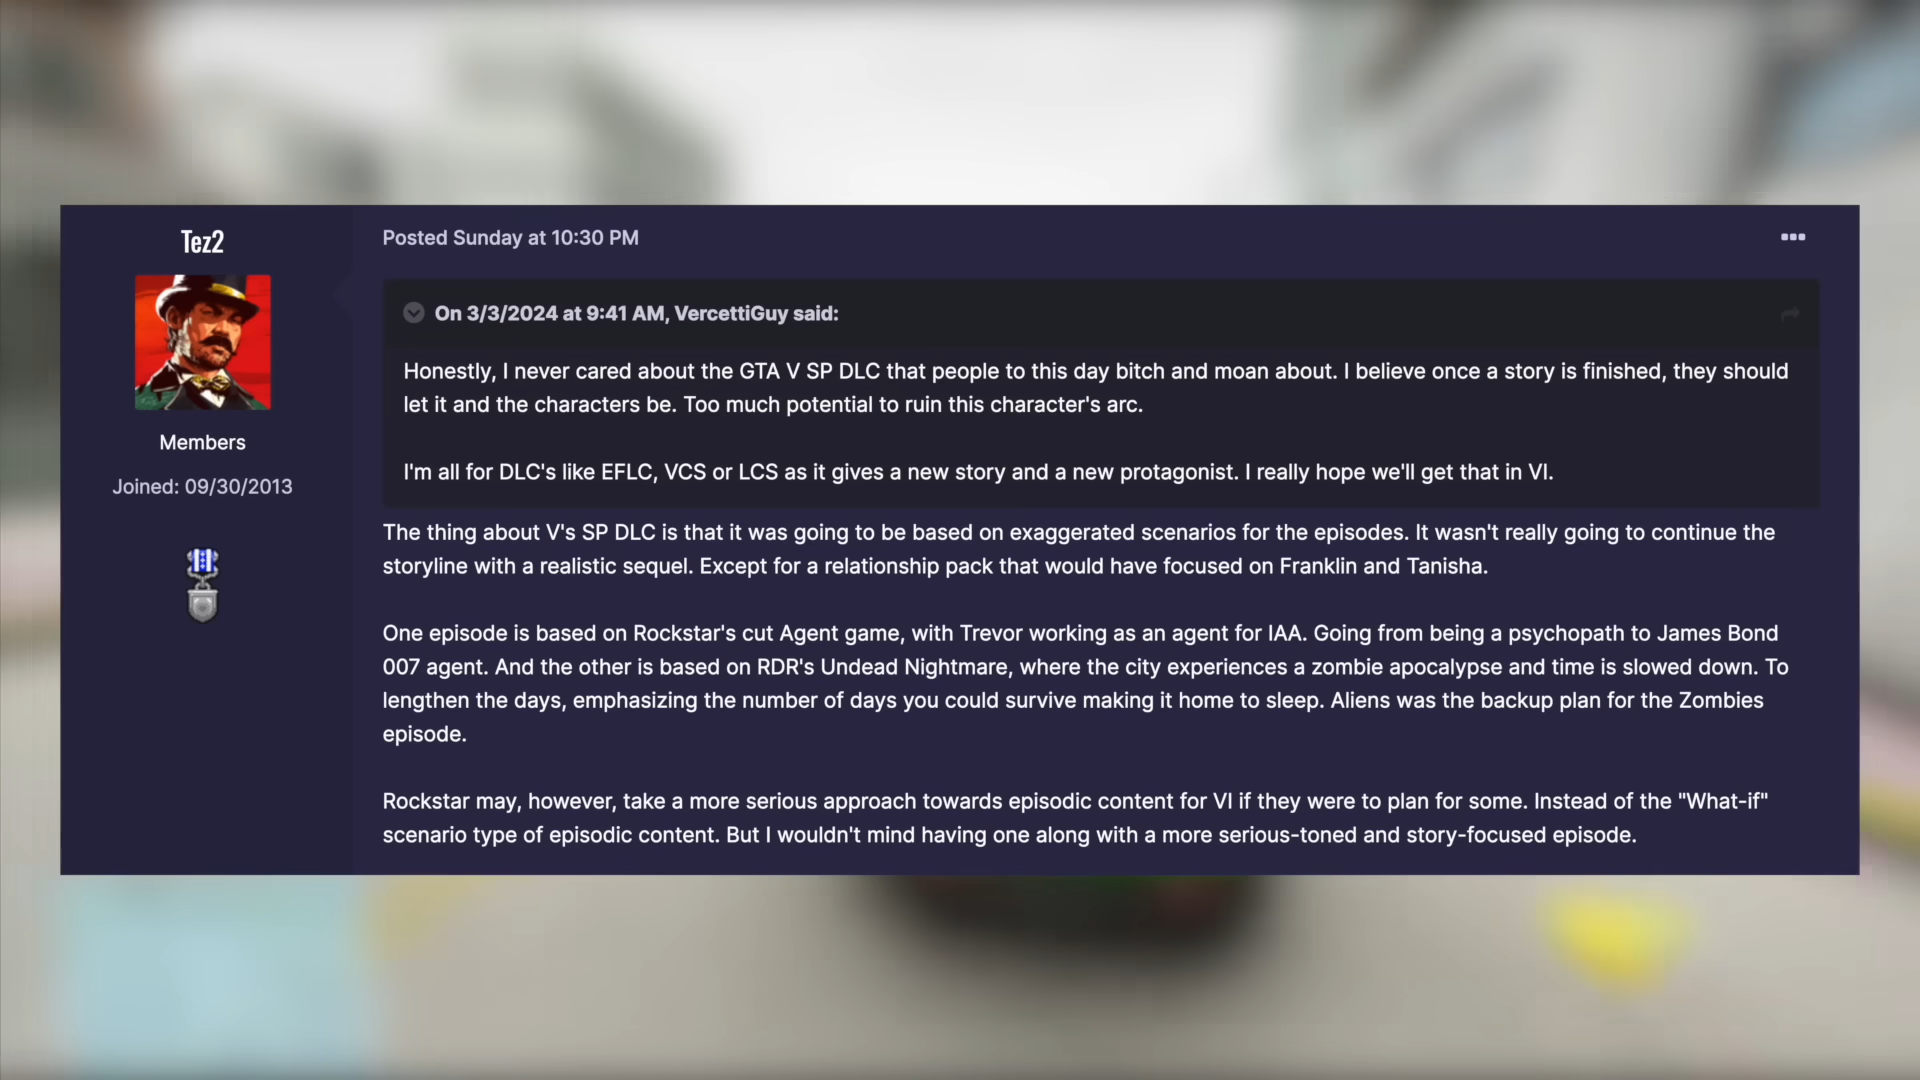 Tez2
Members
Joined: 09/30/2013
Posted Sunday at 10:30 PM
On 3/3/2024 at 9:41 AM, VercettiGuy said:
Honestly, I never cared about the GTA V SP DLC that people to this day bitch and moan about. I believe once a story is finished, they should
let it and the characters be. Too much potential to ruin this character's arc.
I'm all for DLC's like EFLC, VCS or LCS as it gives a new story and a new protagonist. I really hope we'll get that in VI.
The thing about V's SP DLC is that it was going to be based on exaggerated scenarios for the episodes. It wasn't really going to continue the
storyline with a realistic sequel. Except for a relationship pack that would have focused on Franklin and Tanisha.
One episode is based on Rockstar's cut Agent game, with Trevor working as an agent for IAA. Going from being a psychopath to James Bond
007 agent. And the other is based on RDR's Undead Nightmare, where the city experiences a zombie apocalypse and time is slowed down. To
lengthen the days, emphasizing the number of days you could survive making it home to sleep. Aliens was the backup plan for the Zombies
episode.
Rockstar may, however, take a more serious approach towards episodic content for VI if they were to plan for some. Instead of the "What-if"
scenario type of episodic content. But I wouldn't mind having one along with a more serious-toned and story-focused episode.